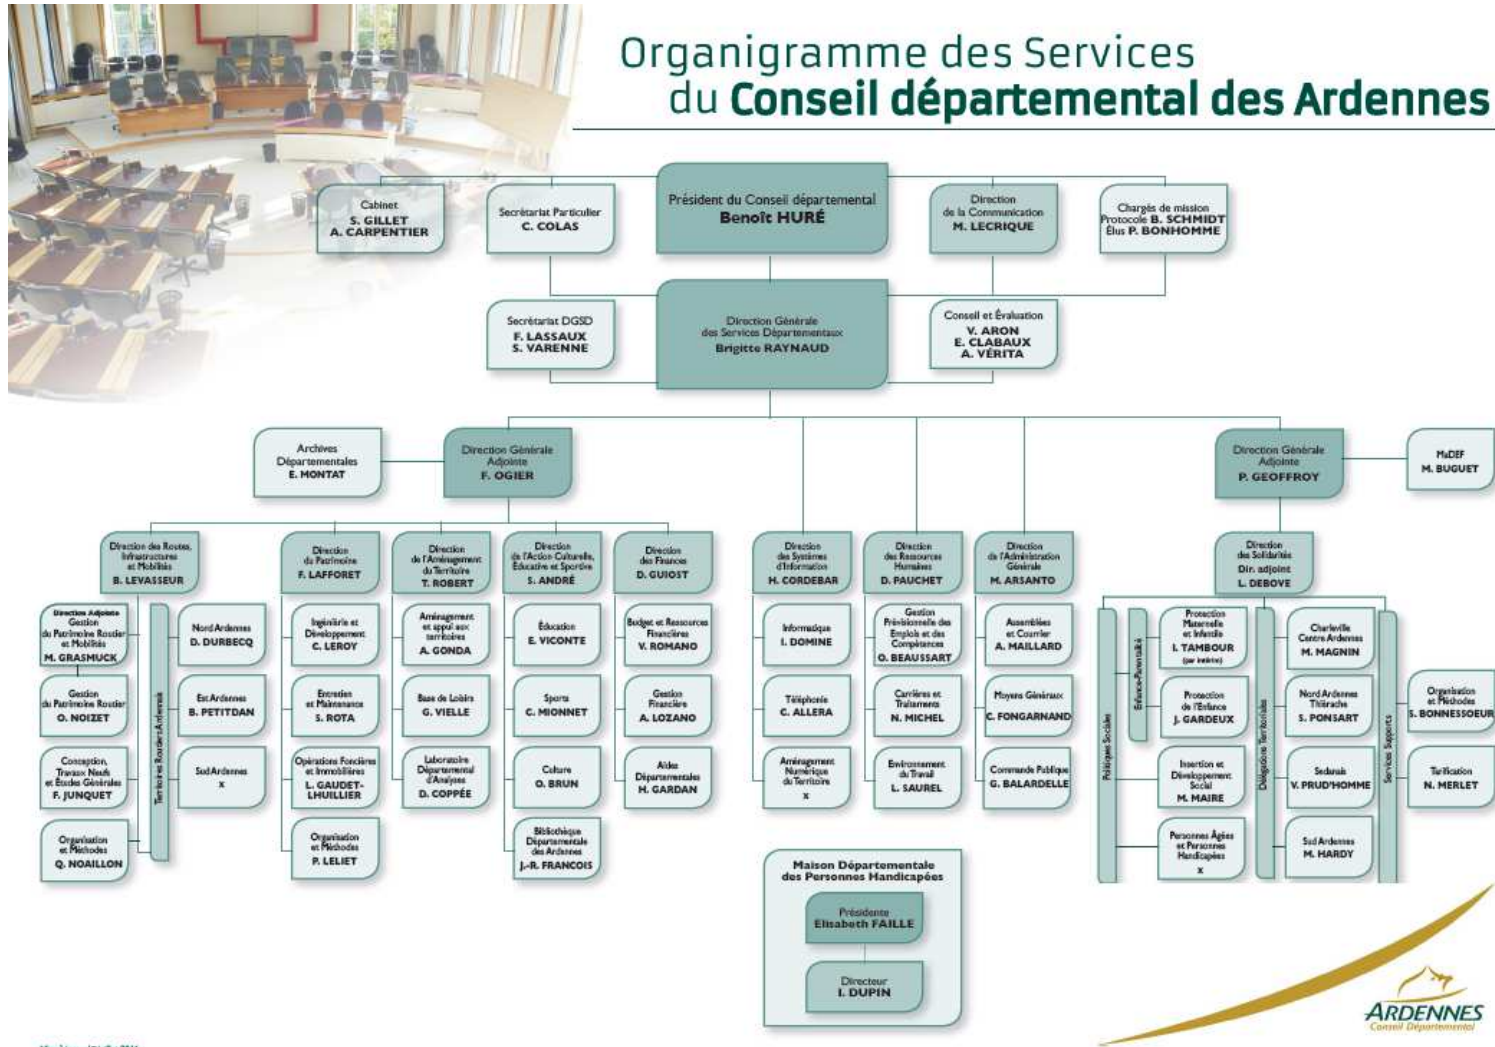 Organigramme des Services
du Conseil départemental des Ardennes
Cabinet
S. GILLET
A. CARPENTIER
Secrétariat Particulier
C. COLAS
Président du Conseil départemental
Benoît HURÉ
Direction
de la Communication
M. LECRIQUE
Chargés de mission
Protocole B. SCHMIDT
Élus P. BONHOMME
Secrétariat DGSD
F. LASSAUX
S. VARENNE
Direction Générale
des Services Départementaux
Brigitte RAYNAUD
Conseil et Évaluation
V. ARON
E. CLABAUX
A. VÉRITA
Archives
Départementales
E. MONTAT
Direction Générale
Adjointe
F. OGIER
Direction Générale
Adjointe
P. GEOFFROY
MaDEF
M. BUGUET
Direction des Routes,
Infrastructures
et Mobilités
B. LEVASSEUR
Direction
du Patrimoine
F. LAFFORET
Direction
de l'Aménagement
du Territoire
T. ROBERT
Direction
de l'Action Culturelle,
Éducative et Sportive
S. ANDRÉ
Direction
des Finances
D. GUIOST
Direction
des Systèmes
d'Information
H. CORDEBAR
Direction
des Ressources
Humaines
D. PAUCHET
Direction
de l'Administration
Générale
M. ARSANTO
Direction
des Solidarités
Dir. adjoint
L. DEBOVE
Direction Adjointe
Gestion
du Patrimoine Routier
et Mobilités
M. GRASMUCK
Gestion
du Patrimoine Routier
O. NOIZET
Conception,
Travaux Neufs
et Études Générales
F. JUNQUET
Organisation
et Méthodes
Q. NOAILLON
Territoires Routiers Ardennais
Nord Ardennes
D. DURBECQ
Est Ardennes
B. PETITDAN
Sud Ardennes
x
Ingénierie et
Développement
C. LEROY
Entretien
et Maintenance
S. ROTA
Opérations Foncières
et Immobilières
L. GAUDET-
LHUILLIER
Organisation
et Méthodes
P. LELIET
Aménagement
et appui aux
territoires
A. GONDA
Base de Loisirs
G. VIELLE
Laboratoire
Départemental
d'Analyses
D. COPPÉE
Éducation
E. VICONTE
Sports
C. MIONNET
Culture
O. BRUN
Bibliothèque
Départementale
des Ardennes
J.-R. FRANCOIS
Budget et Ressources
Financières
V. ROMANO
Gestion
Financière
A. LOZANO
Aides
Départementales
H. GARDAN
Informatique
I. DOMINE
Téléphonie
C. ALLERA
Aménagement
Numérique
du Territoire
x
Gestion
Prévisionnelle des
Emplois et des
Compétences
O. BEAUSSART
Carrières et
Traitements
N. MICHEL
Environnement
du Travail
L. SAUREL
Assemblées
et Courrier
A. MAILLARD
Moyens Généraux
C. FONGARNAND
Commande Publique
G. BALARDELLE
Politiques Sociales
Enfance-Parentalité
Protection
Maternelle
et Infantile
I. TAMBOUR
(par intérim)
Protection
de l'Enfance
J. GARDEUX
Insertion et
Développement
Social
M. MAIRE
Personnes Âgées
et Personnes
Handicapées
x
Délégations Territoriales
Charleville
Centre Ardennes
M. MAGNIN
Nord Ardennes
Thiérache
S. PONSART
Sedanais
V. PRUD'HOMME
Sud Ardennes
M. HARDY
Services Supports
Organisation
et Méthodes
S. BONNESSOEUR
Tarification
N. MERLET
Maison Départementale
des Personnes Handicapées
Présidente
Elisabeth FAILLE
Directeur
I. DUPIN
ARDENNES
Conseil Départemental